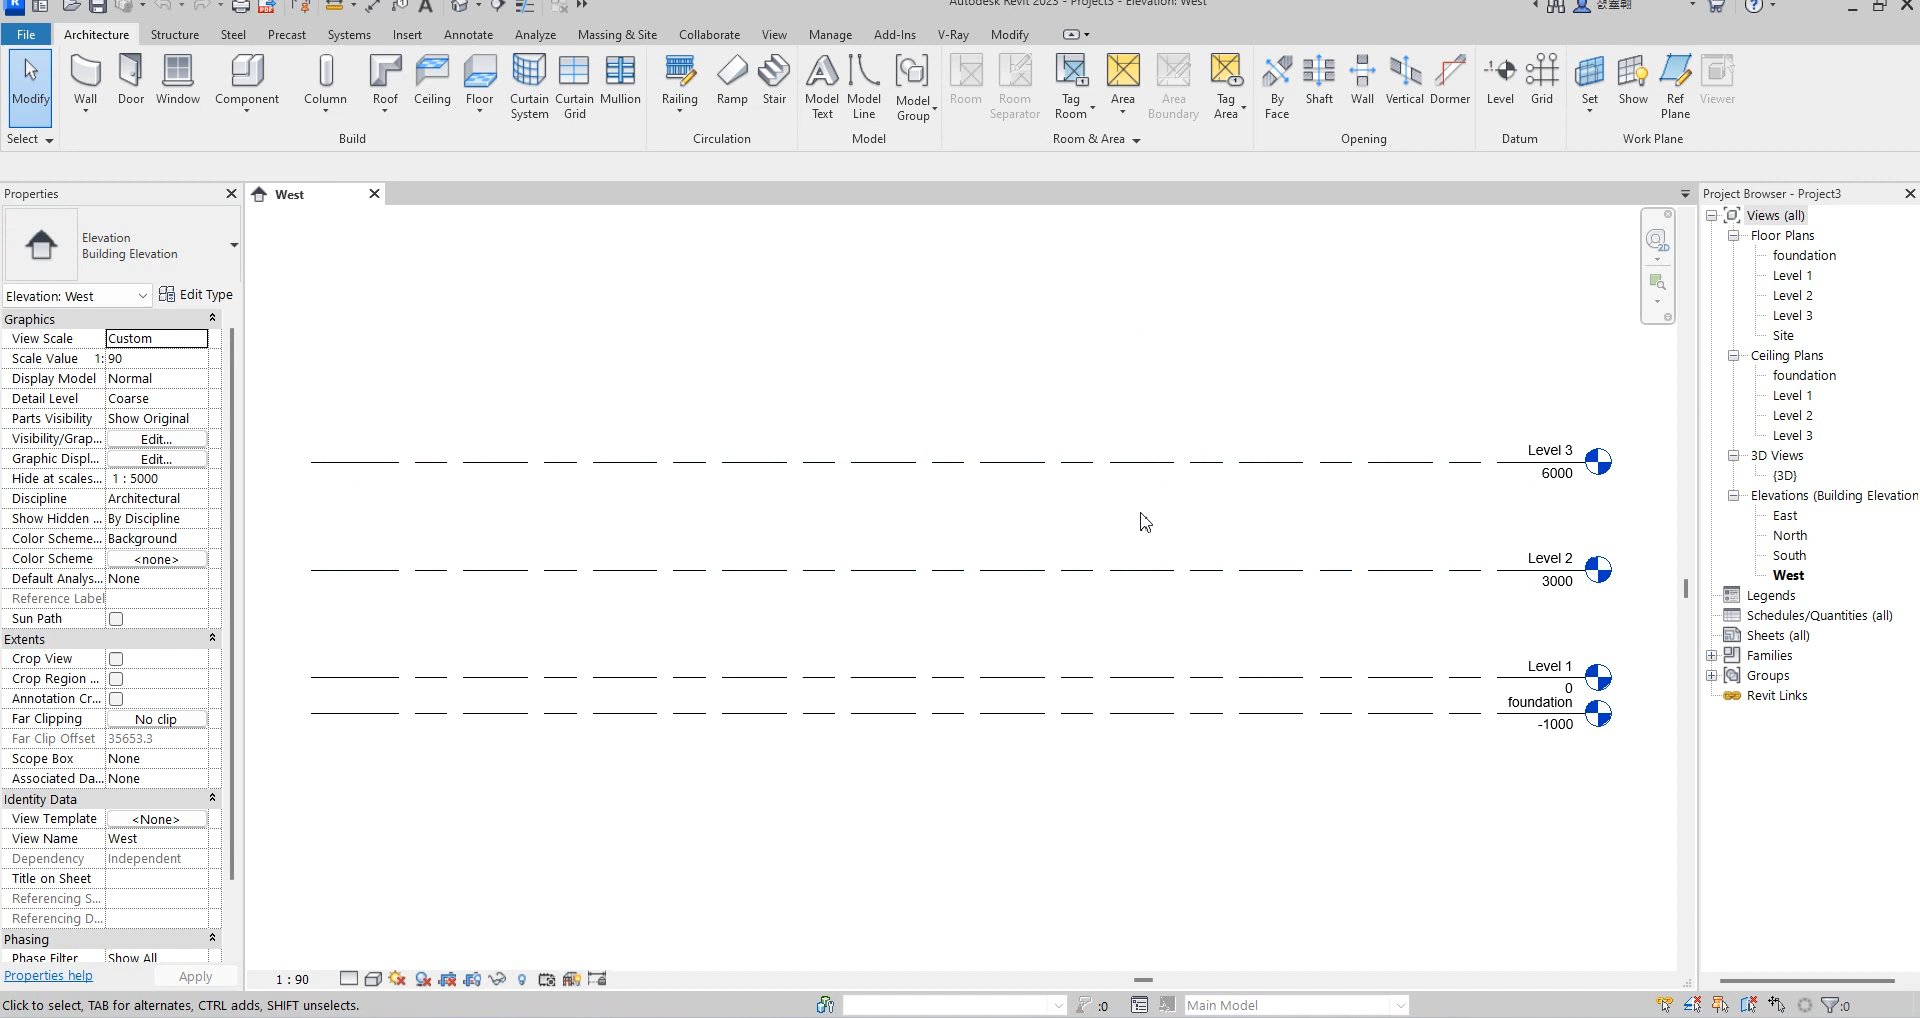 Autodesk Revit 2023 - Project3 - Elevation: West
File Architecture Structure Steel Precast Systems Insert Annotate Analyze Massing & Site Collaborate View Manage Add-Ins V-Ray Modify
Modify Wall Door Window Component Column Roof Ceiling Floor Curtain System Curtain Grid Mullion Railing Ramp Stair Model Text Model Line Model Group Room Room Separator Tag Room Area Area Boundary Tag Area By Face Shaft Wall Vertical Dormer Level Grid Set Show Ref Plane Viewer
Select Build Circulation Model Room & Area Opening Datum Work Plane
Properties
Elevation
Building Elevation
Elevation: West Edit Type
Graphics
View Scale Custom
Scale Value 1: 90
Display Model Normal
Detail Level Coarse
Parts Visibility Show Original
Visibility/Grap... Edit...
Graphic Displ... Edit...
Hide at scales... 1 : 5000
Discipline Architectural
Show Hidden ... By Discipline
Color Scheme... Background
Color Scheme <none>
Default Analys... None
Reference Label
Sun Path
Extents
Crop View
Crop Region ...
Annotation Cr...
Far Clipping No clip
Far Clip Offset 35653.3
Scope Box None
Associated Da... None
Identity Data
View Template <None>
View Name West
Dependency Independent
Title on Sheet
Referencing S...
Referencing D...
Phasing
Phase Filter Show All
Properties help Apply
West
2D
Level 3
6000
Level 2
3000
Level 1
0
foundation
-1000
1 : 90
Project Browser - Project3
Views (all)
Floor Plans
foundation
Level 1
Level 2
Level 3
Site
Ceiling Plans
foundation
Level 1
Level 2
Level 3
3D Views
{3D}
Elevations (Building Elevation
East
North
South
West
Legends
Schedules/Quantities (all)
Sheets (all)
Families
Groups
Revit Links
Click to select, TAB for alternates, CTRL adds, SHIFT unselects.
:0
Main Model
:0